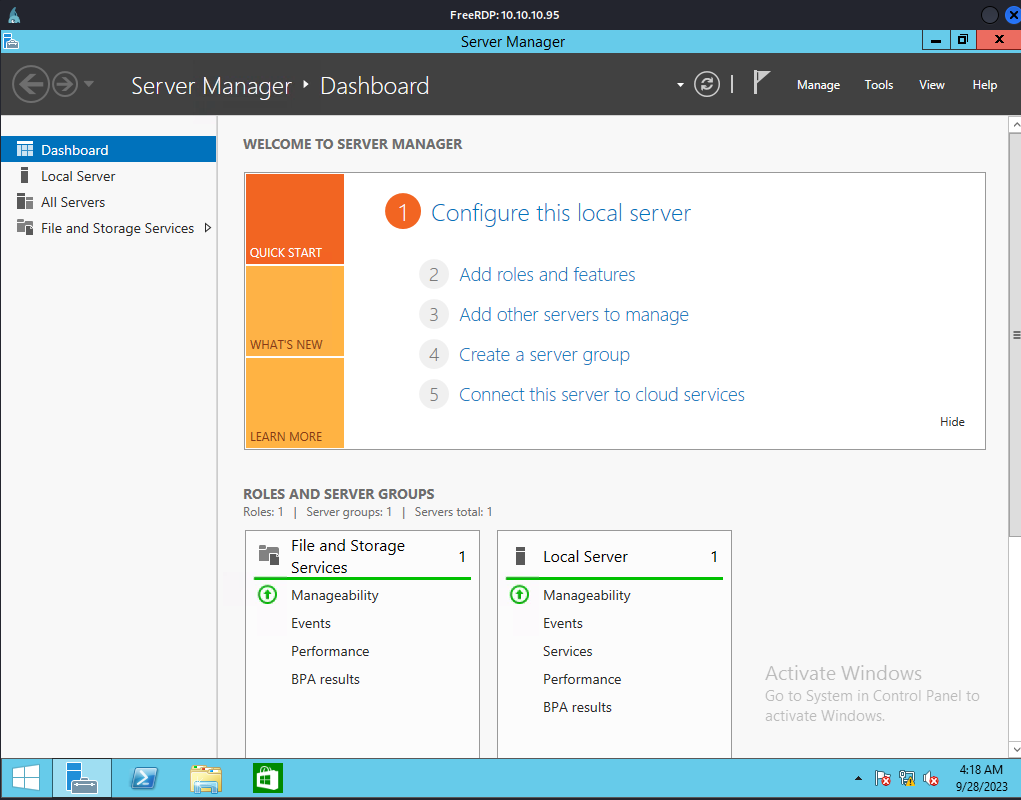 FreeRDP: 10.10.10.95
Server Manager
Server Manager Dashboard
Manage Tools View Help
Dashboard
Local Server
All Servers
File and Storage Services
WELCOME TO SERVER MANAGER
QUICK START
WHAT'S NEW
LEARN MORE
1 Configure this local server
2 Add roles and features
3 Add other servers to manage
4 Create a server group
5 Connect this server to cloud services
Hide
ROLES AND SERVER GROUPS
Roles: 1 | Server groups: 1 | Servers total: 1
File and Storage
Services
1
Manageability
Events
Performance
BPA results
Local Server 1
Manageability
Events
Services
Performance
BPA results
Activate Windows
Go to System in Control Panel to
activate Windows.
4:18 AM
9/28/2023